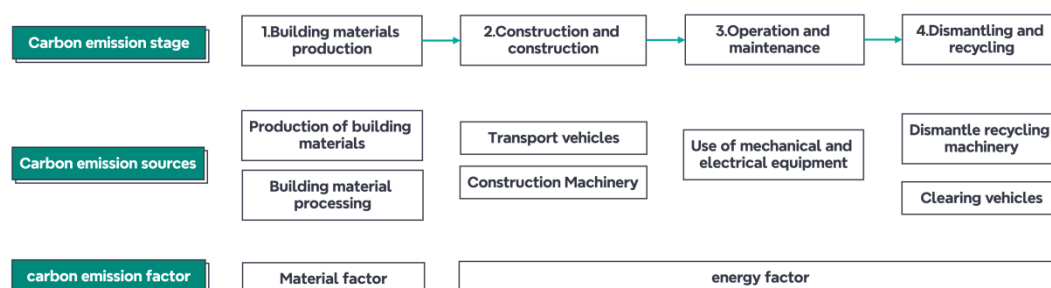 Carbon emission stage
1.Building materials
production
2.Construction and
construction
3.Operation and
maintenance
4.Dismantling and
recycling
Carbon emission sources
Production of building
materials
Building material
processing
Transport vehicles
Construction Machinery
Use of mechanical and
electrical equipment
Dismantle recycling
machinery
Clearing vehicles
carbon emission factor
Material factor
energy factor